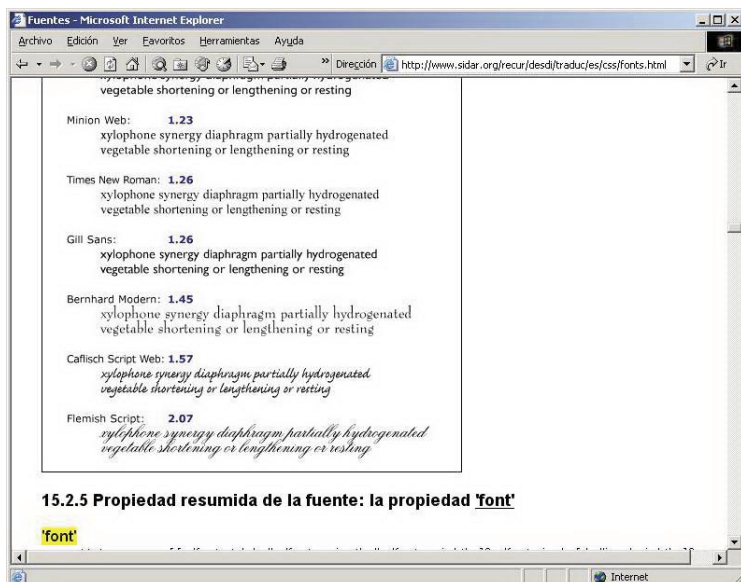 Fuentes - Microsoft Internet Explorer
Archivo Edición Ver Favoritos Herramientas Ayuda
» Dirección http://www.sidar.org/recur/desdi/traduc/es/css/fonts.html Ir
xylophone synergy diaphragm partially hydrogenated
vegetable shortening or lengthening or resting
Minion Web: 1.23
xylophone synergy diaphragm partially hydrogenated
vegetable shortening or lengthening or resting
Times New Roman: 1.26
xylophone synergy diaphragm partially hydrogenated
vegetable shortening or lengthening or resting
Gill Sans: 1.26
xylophone synergy diaphragm partially hydrogenated
vegetable shortening or lengthening or resting
Bernhard Modern: 1.45
xylophone synergy diaphragm partially hydrogenated
vegetable shortening or lengthening or resting
Caflisch Script Web: 1.57
xylophone synergy diaphragm partially hydrogenated
vegetable shortening or lengthening or resting
Flemish Script: 2.07
xylophone synergy diaphragm partially hydrogenated
vegetable shortening or lengthening or resting
15.2.5 Propiedad resumida de la fuente: la propiedad 'font'
'font'
Internet